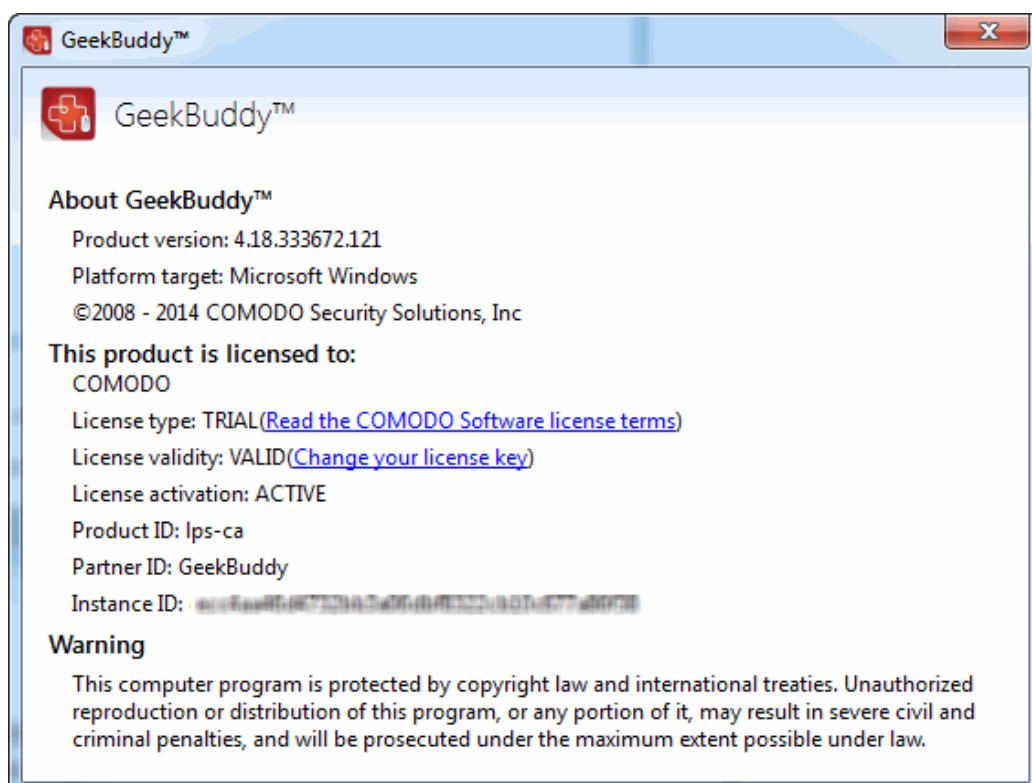 GeekBuddy™
GeekBuddy™
About GeekBuddy™
Product version: 4.18.333672.121
Platform target: Microsoft Windows
©2008 - 2014 COMODO Security Solutions, Inc
This product is licensed to:
COMODO
License type: TRIAL(Read the COMODO Software license terms)
License validity: VALID(Change your license key)
License activation: ACTIVE
Product ID: lps-ca
Partner ID: GeekBuddy
Instance ID:
Warning
This computer program is protected by copyright law and international treaties. Unauthorized
reproduction or distribution of this program, or any portion of it, may result in severe civil and
criminal penalties, and will be prosecuted under the maximum extent possible under law.